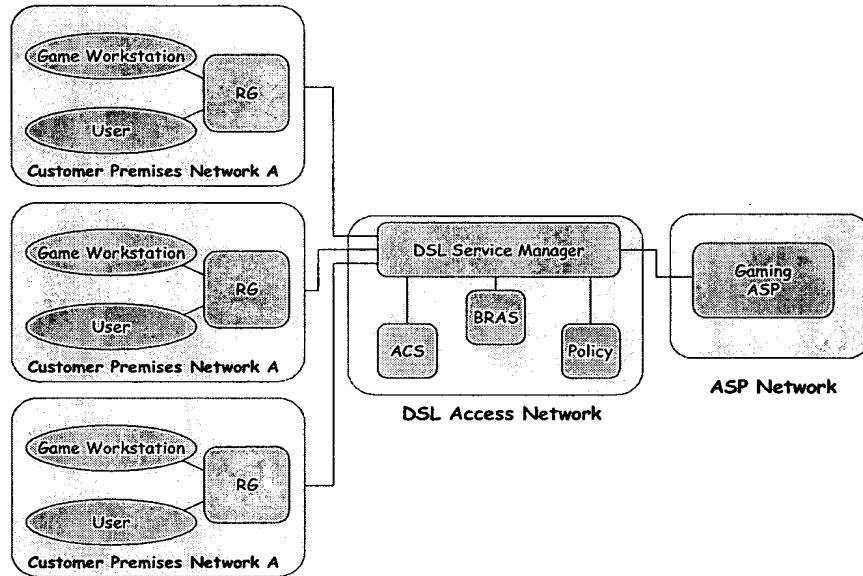 Game Workstation
RG
User
Customer Premises Network A
Game Workstation
RG
User
Customer Premises Network A
Game Workstation
RG
User
Customer Premises Network A
DSL Service Manager
ACS
BRAS
Policy
DSL Access Network
Gaming
ASP
ASP Network